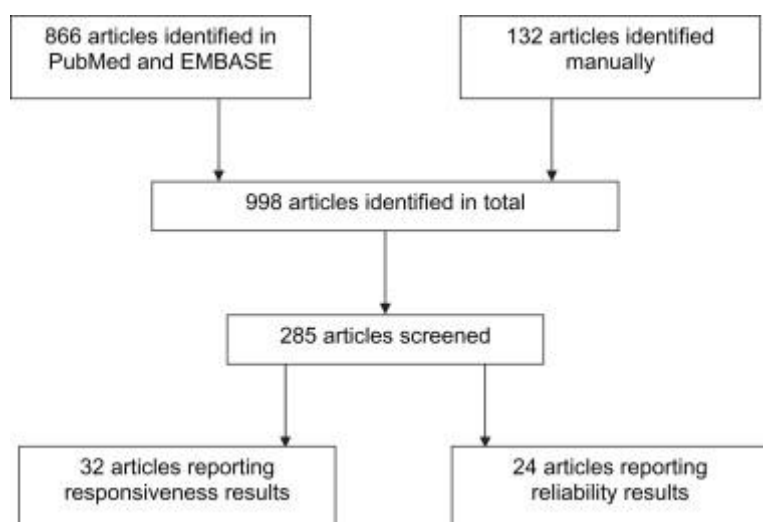 866 articles identified in
PubMed and EMBASE
132 articles identified
manually
998 articles identified in total
285 articles screened
32 articles reporting
responsiveness results
24 articles reporting
reliability results